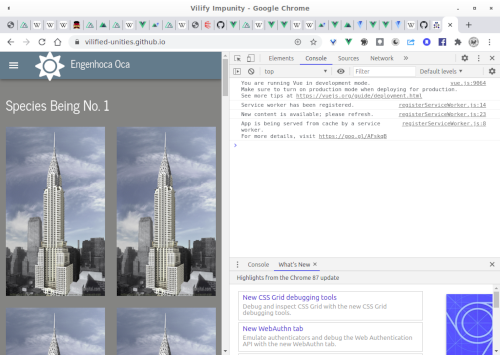 Vilify Impunity - Google Chrome
vilified-unities.github.io
Engenhoca Oca
Species Being No. 1
Elements Console Sources Network »
top Filter Default levels
You are running Vue in development mode. vue.js:9064
Make sure to turn on production mode when deploying for production.
See more tips at https://vuejs.org/guide/deployment.html
Service worker has been registered. registerServiceWorker.js:14
New content is available; please refresh. registerServiceWorker.js:23
App is being served from cache by a service registerServiceWorker.js:8
worker.
For more details, visit https://goo.gl/AFskqB
Console What's New
Highlights from the Chrome 87 update
New CSS Grid debugging tools
Debug and inspect CSS Grid with the new CSS Grid
debugging tools.
New WebAuthn tab
Emulate authenticators and debug the Web Authentication
API with the new WebAuthn tab.